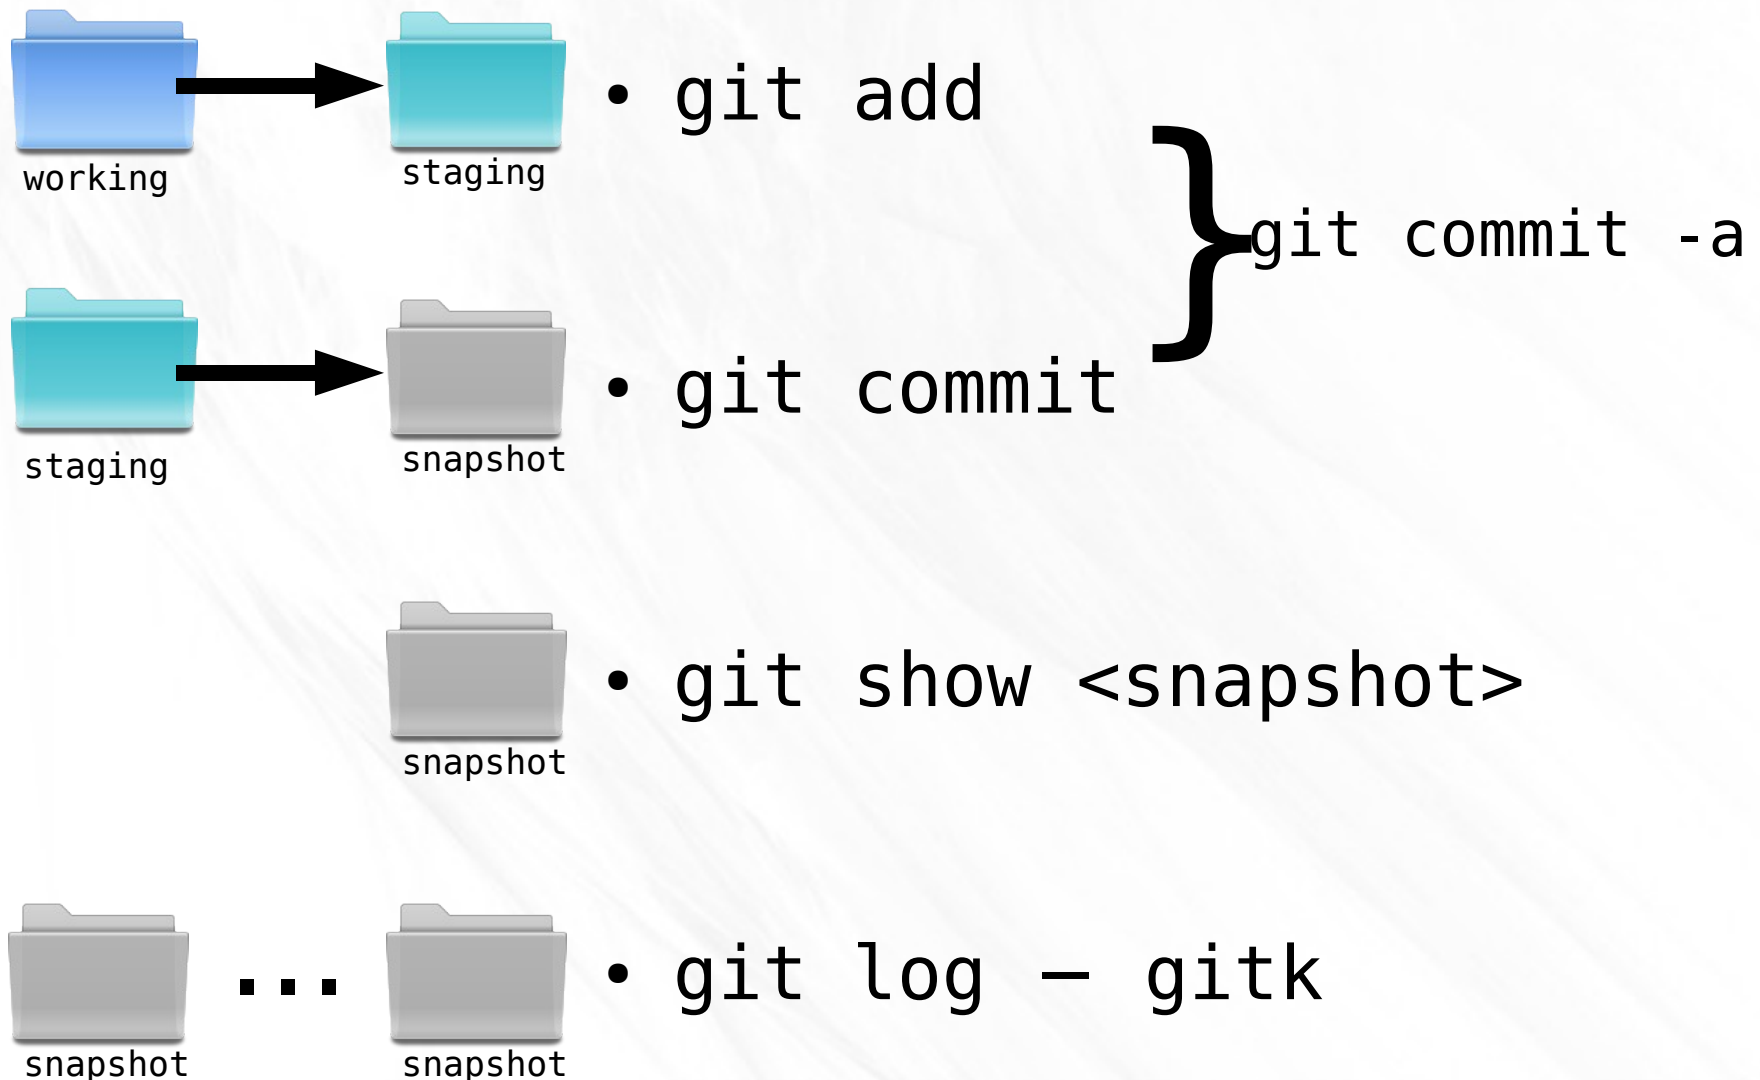 • git add
working
staging
}
git commit -a
• git commit
staging
snapshot
• git show <snapshot>
snapshot
...
• git log – gitk
snapshot
snapshot